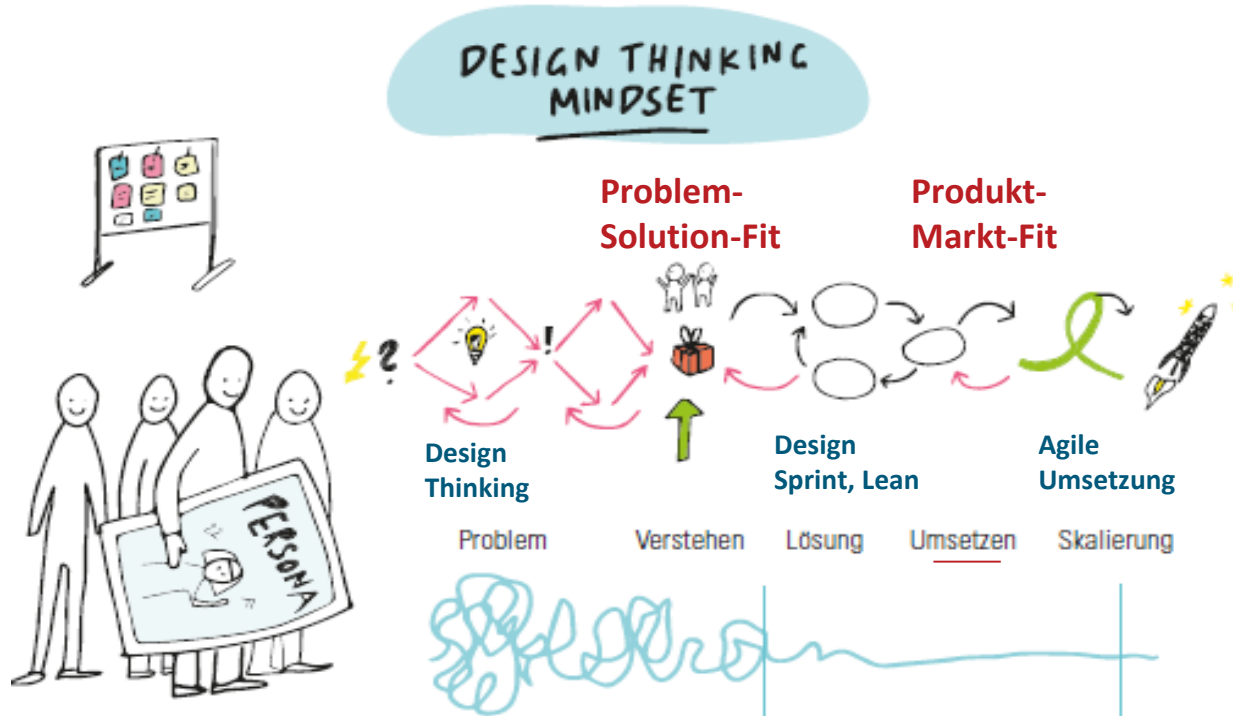 DESIGN THINKING
MINDSET
Problem-
Solution-Fit
Produkt-
Markt-Fit
?
!
PERSONA
Design
Thinking
Design
Sprint, Lean
Agile
Umsetzung
Problem
Verstehen
Lösung
Umsetzen
Skalierung